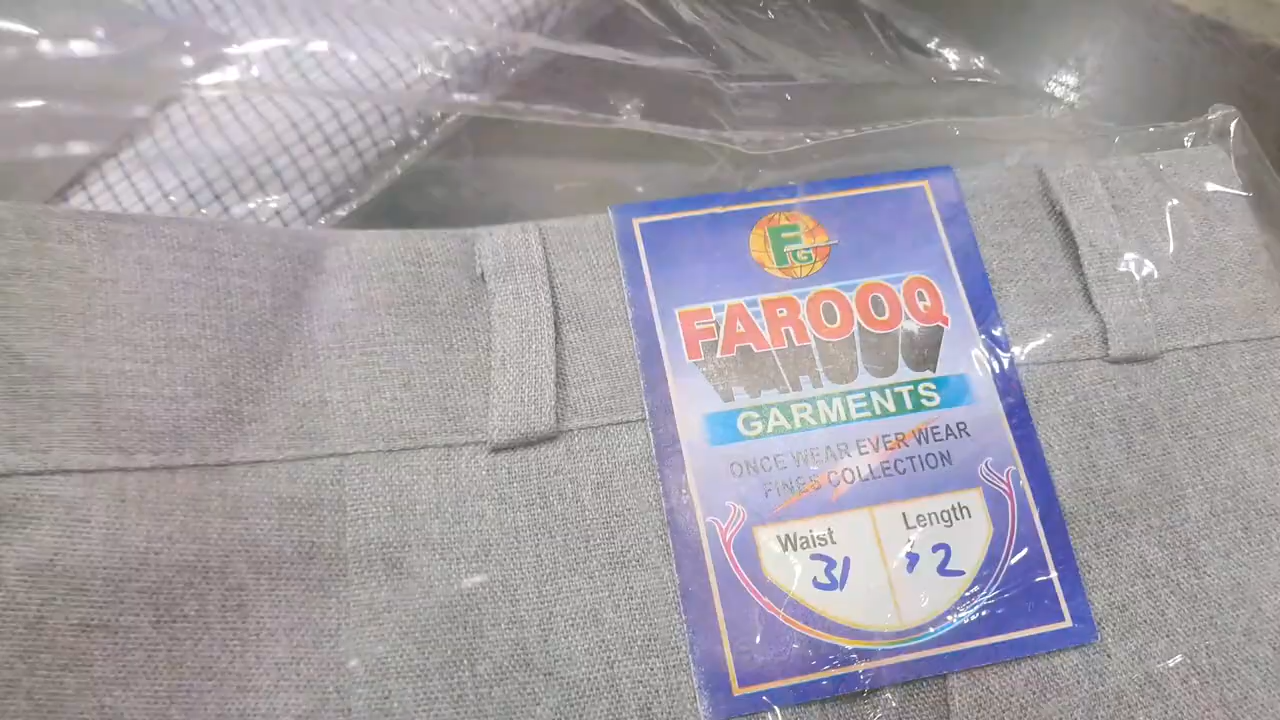 FG
FAROOQ
GARMENTS
ONCE WEAR EVER WEAR
FINES COLLECTION
Waist Length
31